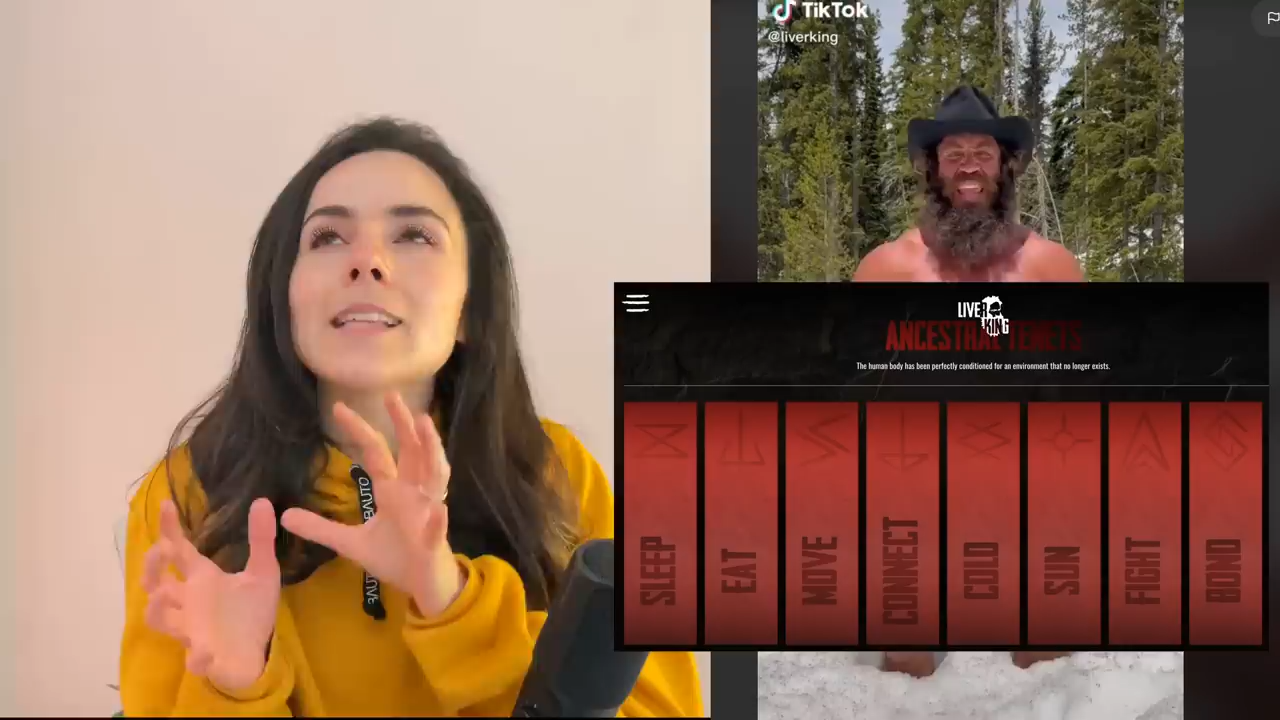 TikTok
@liverking
LIVER
KING
ANCESTRAL TENETS
The human body has been perfectly conditioned for an environment that no longer exists.
SLEEP
EAT
MOVE
CONNECT
COLD
SUN
FIGHT
BOND